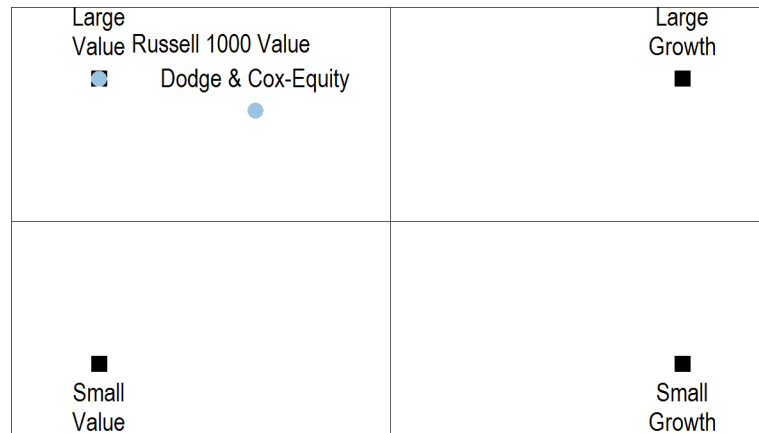 Large
Value
Russell 1000 Value
Dodge & Cox-Equity
Large
Growth
Small
Value
Small
Growth